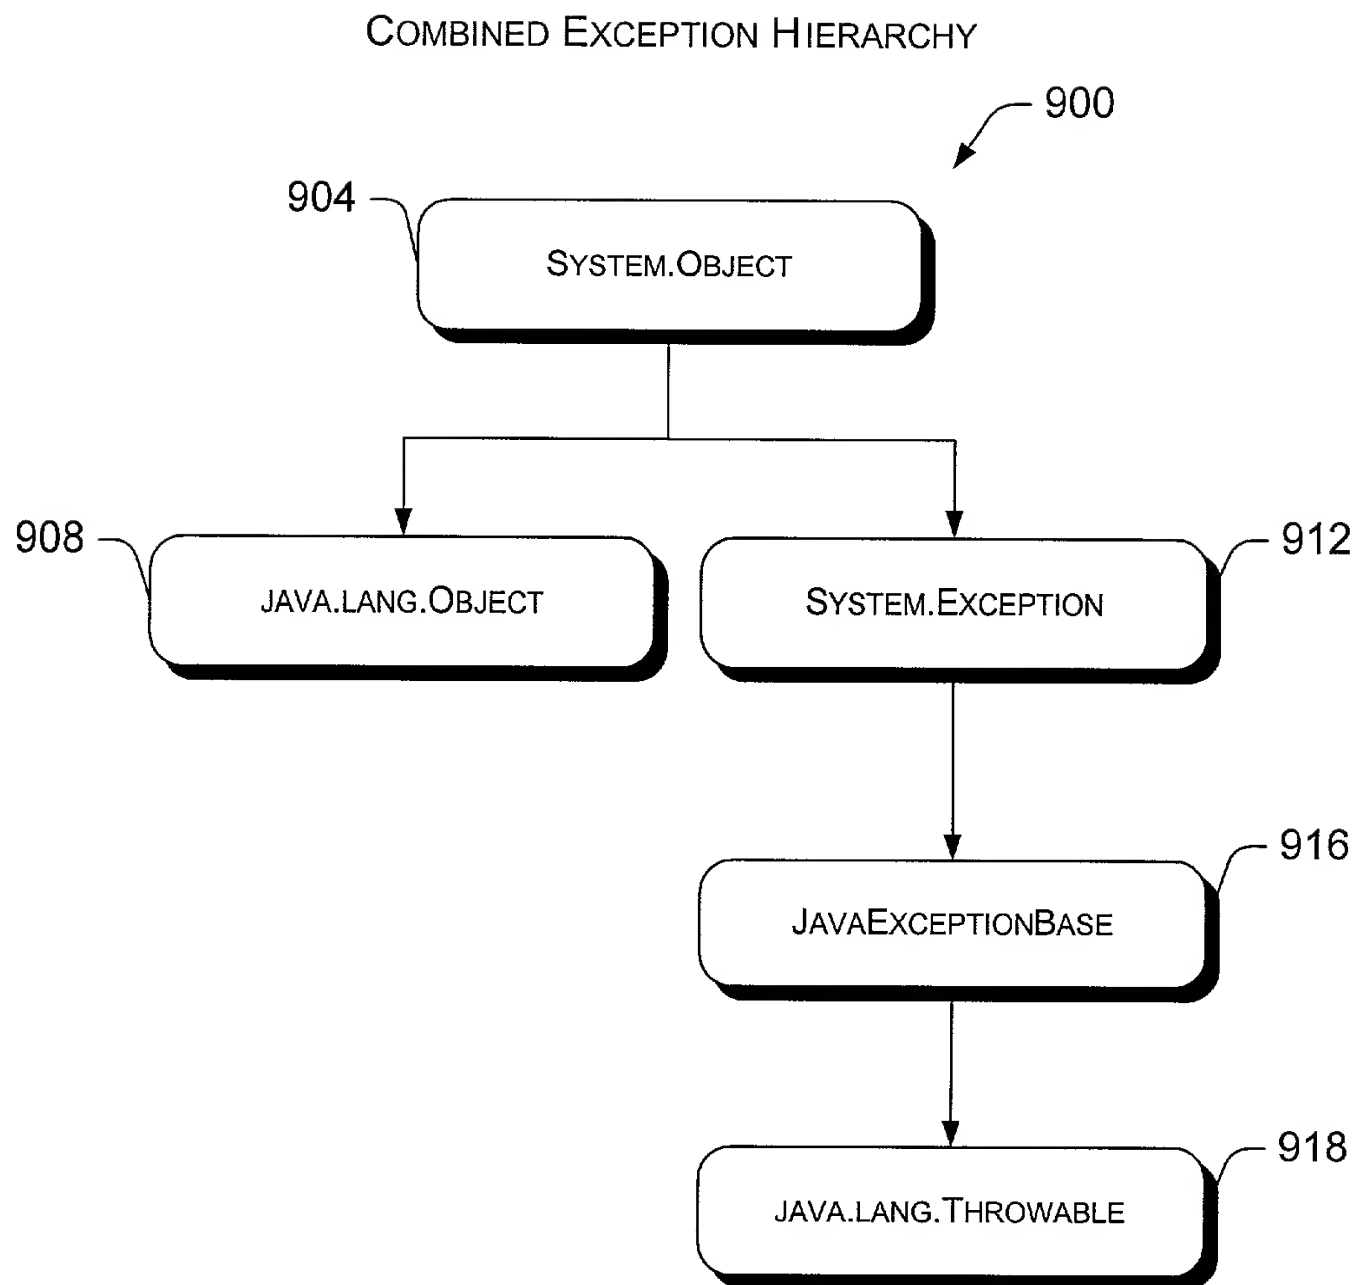 COMBINED EXCEPTION HIERARCHY
900
904
SYSTEM.OBJECT
908
JAVA.LANG.OBJECT
912
SYSTEM.EXCEPTION
916
JAVAEXCEPTIONBASE
918
JAVA.LANG.THROWABLE